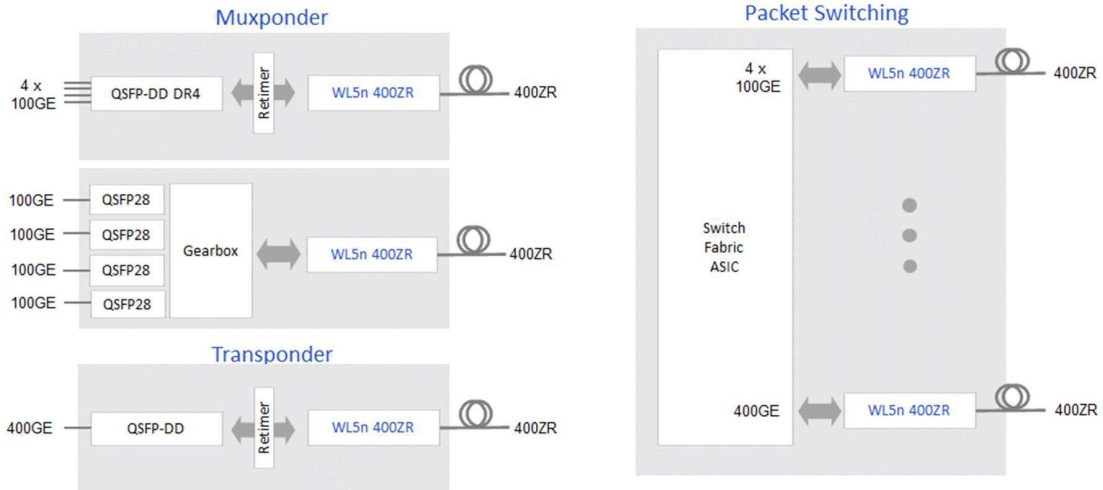 Muxponder
4 x
100GE
QSFP-DD DR4
Retimer
WL5n 400ZR
400ZR
100GE
QSFP28
100GE
QSFP28
100GE
QSFP28
100GE
QSFP28
Gearbox
WL5n 400ZR
400ZR
Transponder
400GE
QSFP-DD
Retimer
WL5n 400ZR
400ZR
Packet Switching
4 x
100GE
WL5n 400ZR
400ZR
Switch
Fabric
ASIC
400GE
WL5n 400ZR
400ZR